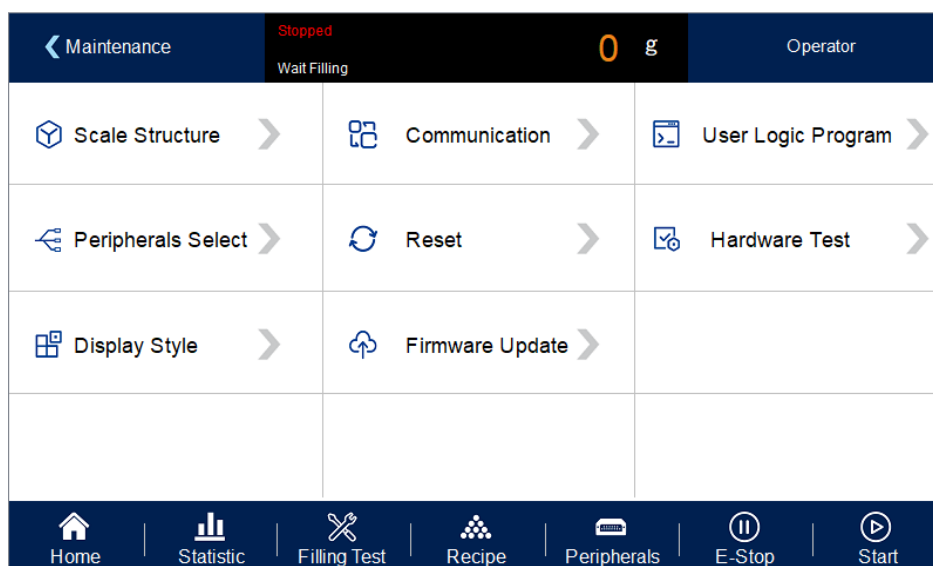 Maintenance
Stopped
Wait Filling
0 g
Operator
Scale Structure
Communication
User Logic Program
Peripherals Select
Reset
Hardware Test
Display Style
Firmware Update
Home
Statistic
Filling Test
Recipe
Peripherals
E-Stop
Start